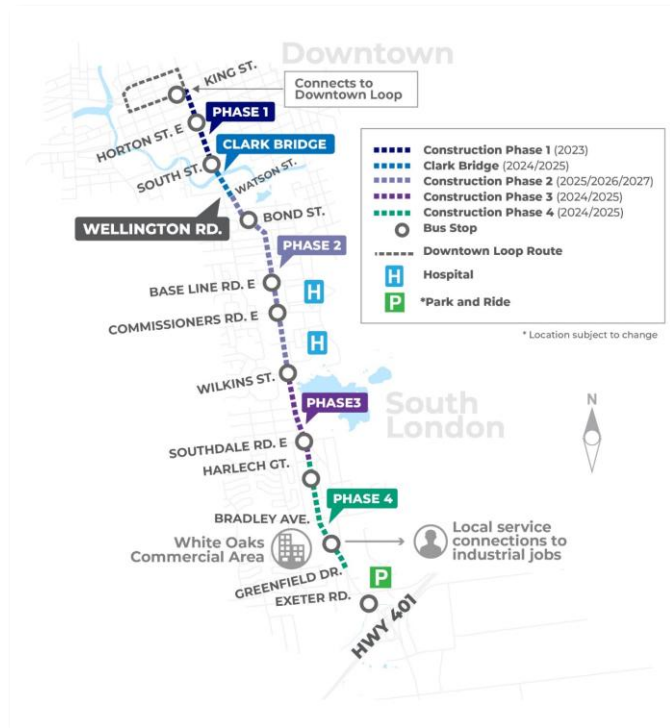 Downtown
KING ST.
Connects to
Downtown Loop
PHASE 1
HORTON ST. E
CLARK BRIDGE
SOUTH ST.
WATSON ST.
WELLINGTON RD.
BOND ST.
PHASE 2
BASE LINE RD. E
H
COMMISSIONERS RD. E
H
WILKINS ST.
PHASE3
South
London
SOUTHDALE RD. E
HARLECH GT.
PHASE 4
BRADLEY AVE.
White Oaks
Commercial Area
Local service
connections to
industrial jobs
GREENFIELD DR.
P
EXETER RD.
HWY 401
Construction Phase 1 (2023)
Clark Bridge (2024/2025)
Construction Phase 2 (2025/2026/2027)
Construction Phase 3 (2024/2025)
Construction Phase 4 (2024/2025)
Bus Stop
Downtown Loop Route
H Hospital
P *Park and Ride
* Location subject to change
N